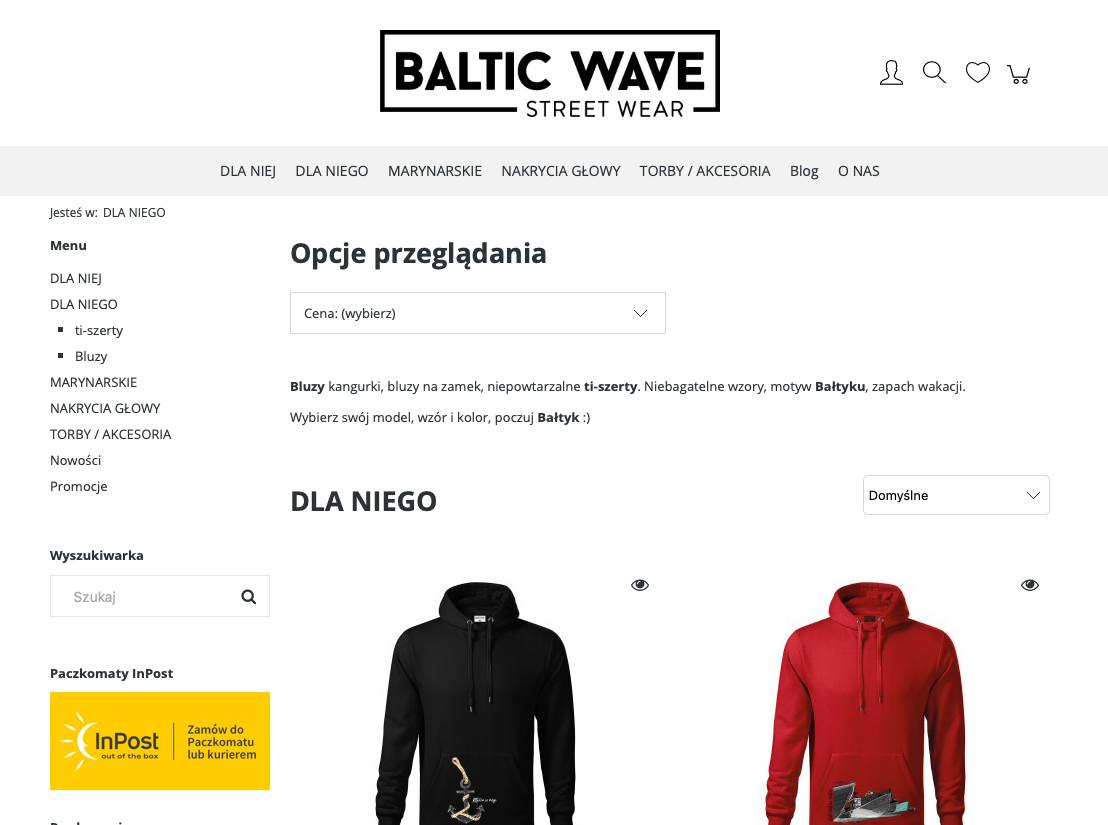 BALTIC WAVE
STREET WEAR
DLA NIEJ DLA NIEGO MARYNARSKIE NAKRYCIA GŁOWY TORBY / AKCESORIA Blog O NAS
Jesteś w: DLA NIEGO
Menu
DLA NIEJ
DLA NIEGO
ti-szerty
Bluzy
MARYNARSKIE
NAKRYCIA GŁOWY
TORBY / AKCESORIA
Nowości
Promocje
Wyszukiwarka
Szukaj
Paczkomaty InPost
InPost
out of the box
Zamów do
Paczkomatu
lub kurierem
Opcje przeglądania
Cena: (wybierz)
Bluzy kangurki, bluzy na zamek, niepowtarzalne ti-szerty. Niebagatelne wzory, motyw Bałtyku, zapach wakacji.
Wybierz swój model, wzór i kolor, poczuj Bałtyk :)
DLA NIEGO
Domyślne